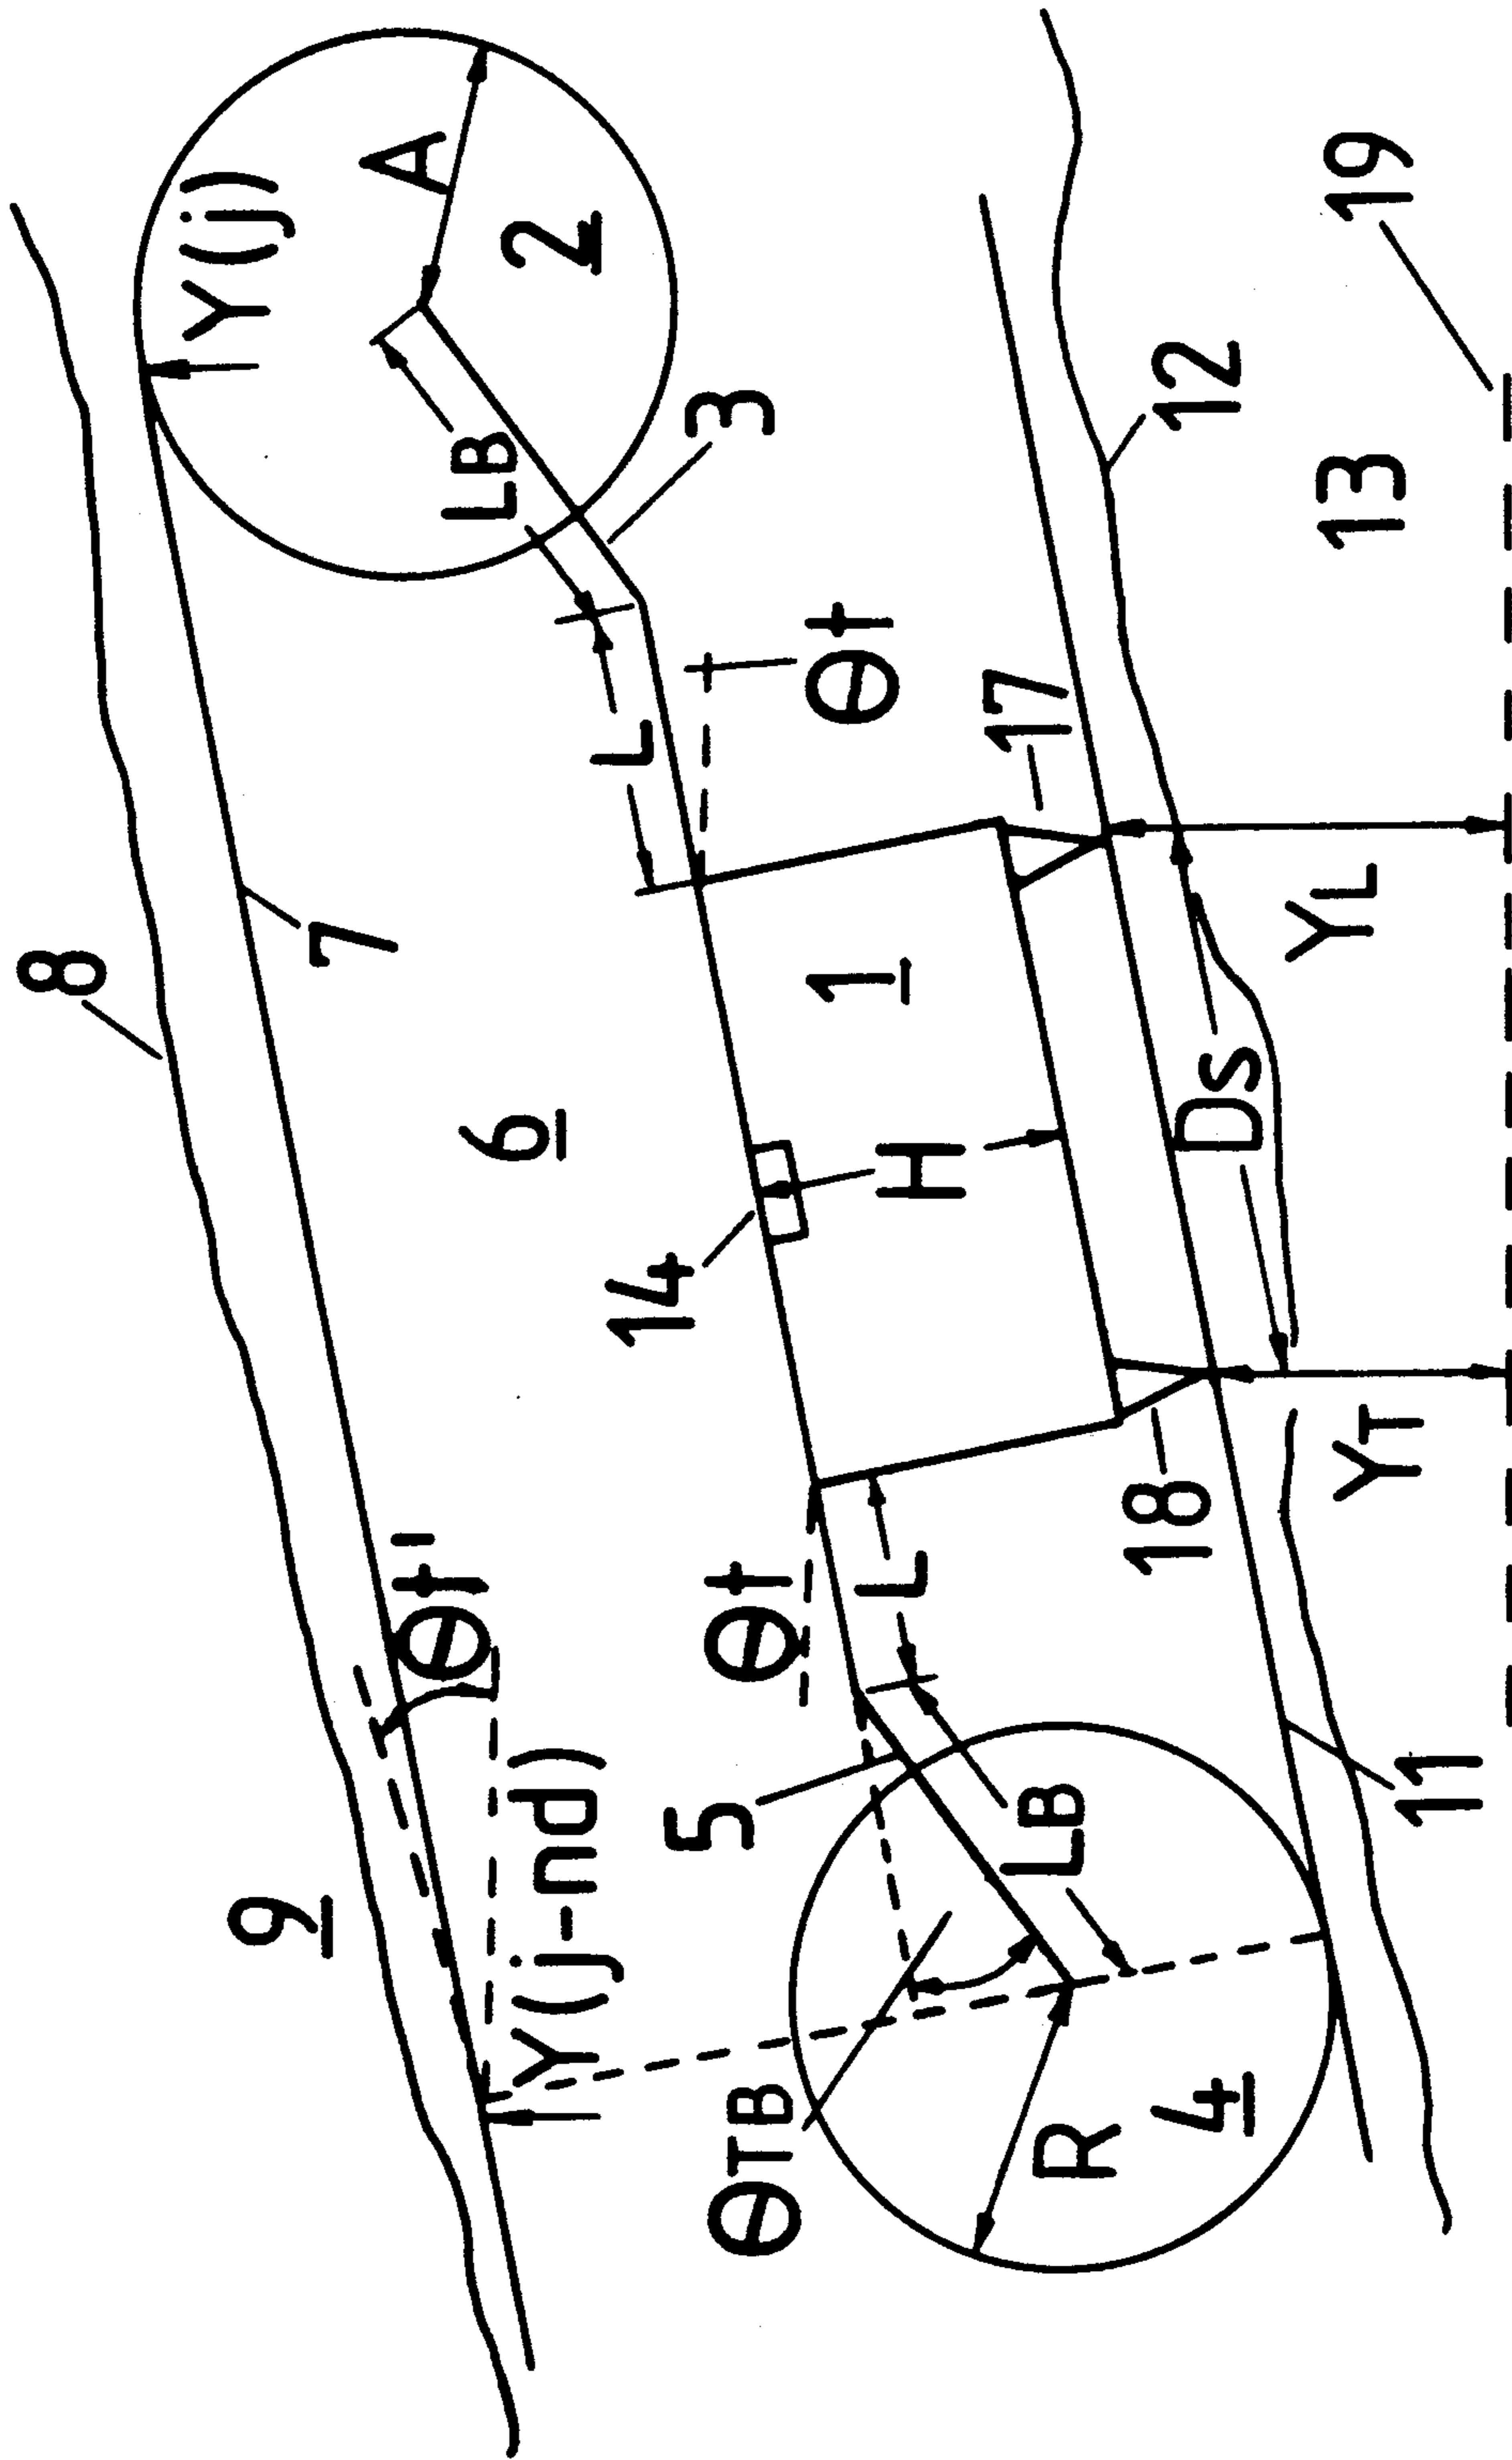 8
Y(j)
9
7
A
θt'
LB
6
2
Y(j-nd)
L
14
5
3
θTB
θt
1
θt
L
H
17
LB
R
18
4
Ds
12
YL
13
19
YT
11